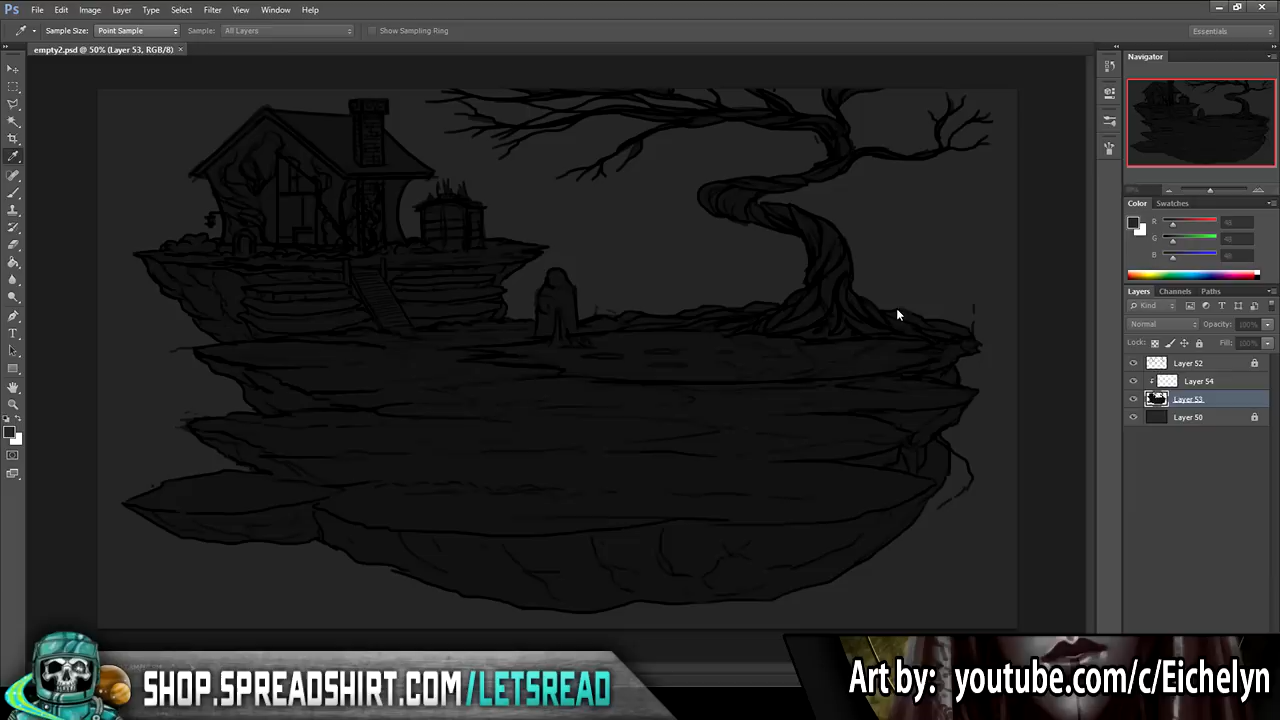 Ps File Edit Image Layer Type Select Filter View Window Help
Sample Size: Point Sample Sample: All Layers Show Sampling Ring Essentials
empty2.psd @ 50% (Layer 53, RGB/8) ×
Navigator
Color Swatches
R 48
G 48
B 48
Layers Channels Paths
Kind
Normal Opacity: 100%
Lock: Fill: 100%
Layer 52
Layer 54
Layer 53
Layer 50
SHOP.SPREADSHIRT.COM/LETSREAD
Art by: youtube.com/c/Eichelyn